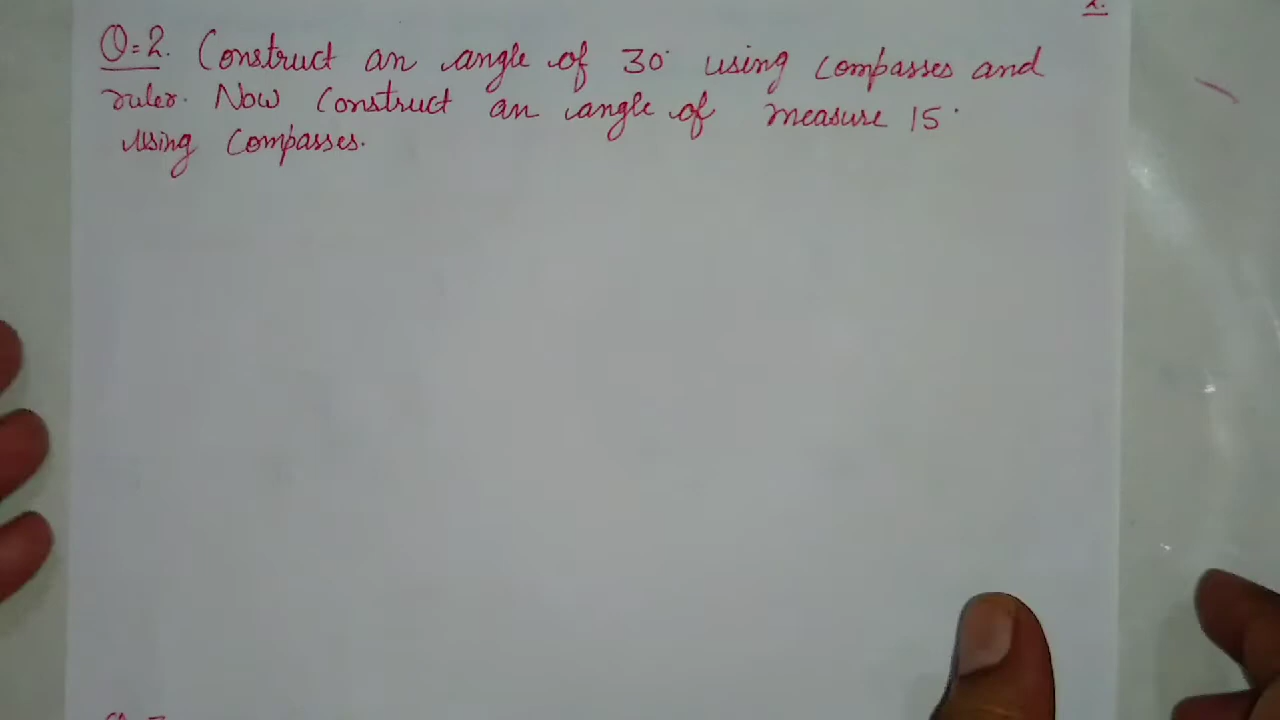 2.
Q=2. Construct an angle of 30° using compasses and
ruler. Now Construct an angle of measure 15°
using Compasses.